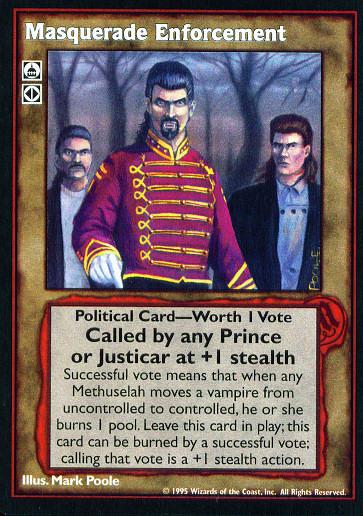 Masquerade Enforcement
POOLE
Political Card—Worth 1 Vote
Called by any Prince
or Justicar at +1 stealth
Successful vote means that when any
Methuselah moves a vampire from
uncontrolled to controlled, he or she
burns 1 pool. Leave this card in play; this
card can be burned by a successful vote;
calling that vote is a +1 stealth action.
Illus. Mark Poole
© 1995 Wizards of the Coast, Inc. All Rights Reserved.